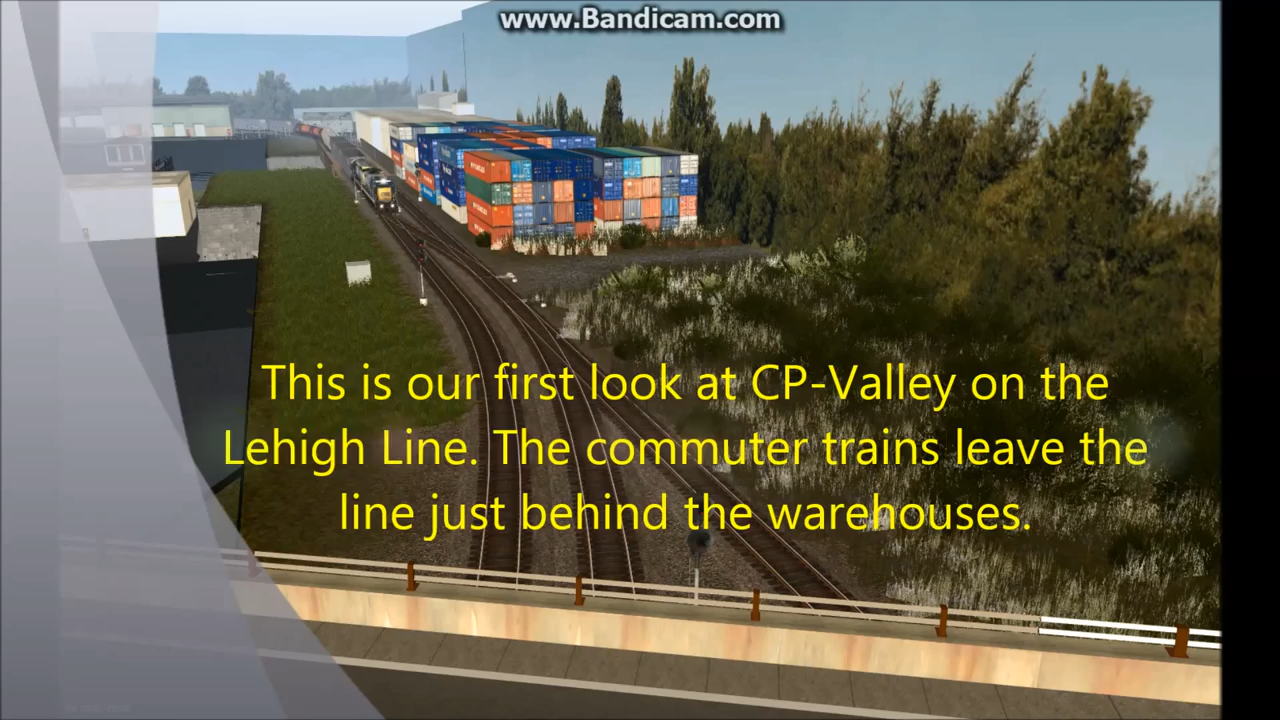 www.Bandicam.com
This is our first look at CP-Valley on the
Lehigh Line. The commuter trains leave the
line just behind the warehouses.